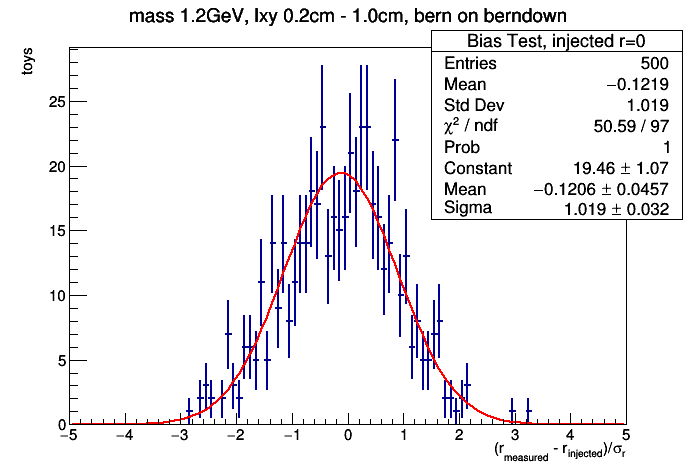 mass 1.2GeV, lxy 0.2cm - 1.0cm, bern on berndown
Bias Test, injected r=0
Entries 500
Mean −0.1219
Std Dev 1.019
χ² / ndf 50.59 / 97
Prob 1
Constant 19.46 ± 1.07
Mean −0.1206 ± 0.0457
Sigma 1.019 ± 0.032
toys
25
20
15
10
5
0
−5 −4 −3 −2 −1 0 1 2 3 4 5
(r_measured - r_injected)/σ_r